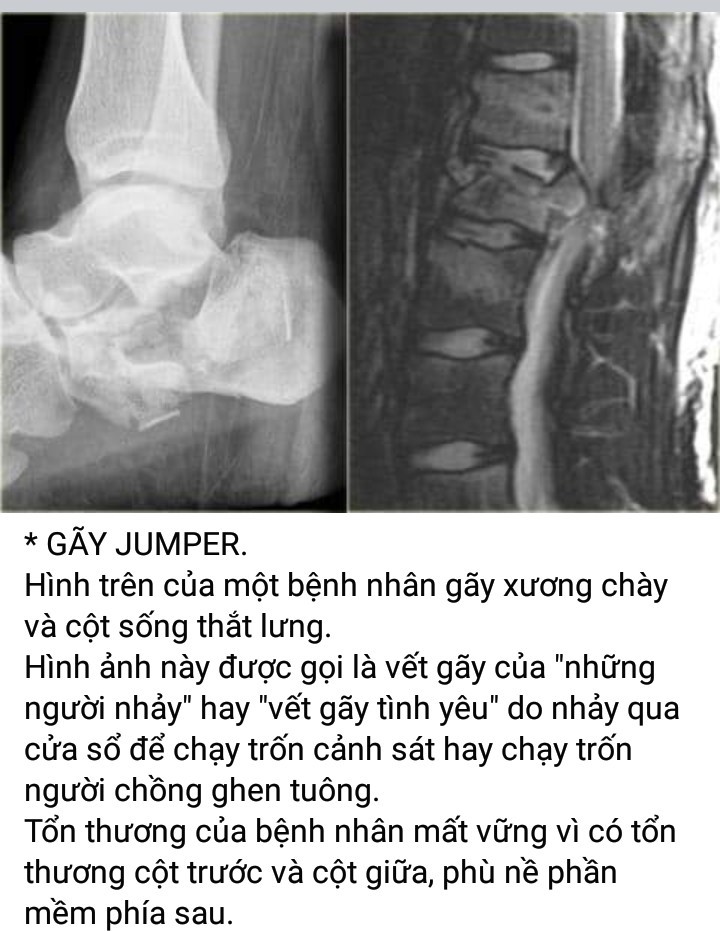 * GÃY JUMPER.
Hình trên của một bệnh nhân gãy xương chày
và cột sống thắt lưng.
Hình ảnh này được gọi là vết gãy của "những
người nhảy" hay "vết gãy tình yêu" do nhảy qua
cửa sổ để chạy trốn cảnh sát hay chạy trốn
người chồng ghen tuông.
Tổn thương của bệnh nhân mất vững vì có tổn
thương cột trước và cột giữa, phù nề phần
mềm phía sau.